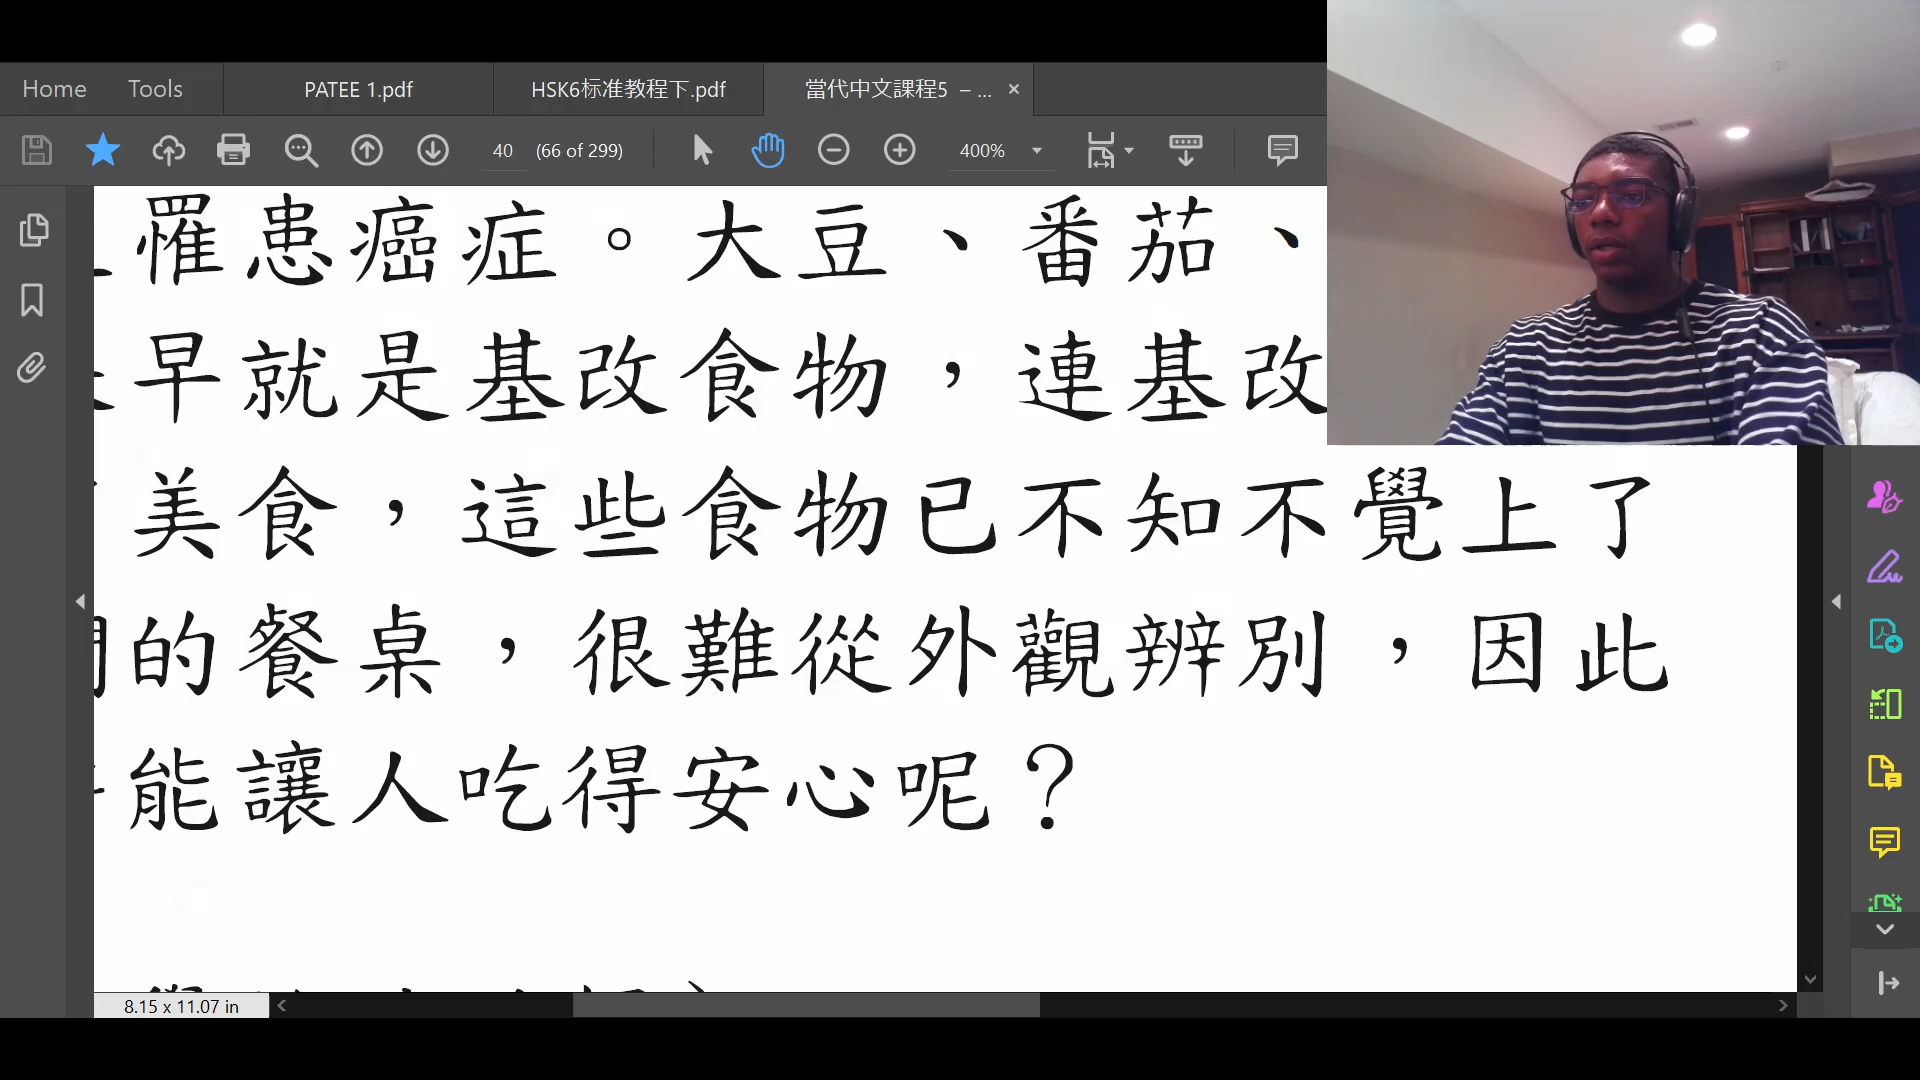 Home Tools PATEE 1.pdf HSK6标准教程下.pdf 當代中文課程5 – ... ×
40 (66 of 299) 400%
罹患癌症。大豆、番茄、
早就是基改食物,連基改
美食,這些食物已不知不覺上了
的餐桌,很難從外觀辨別,因此
能讓人吃得安心呢?
8.15 x 11.07 in